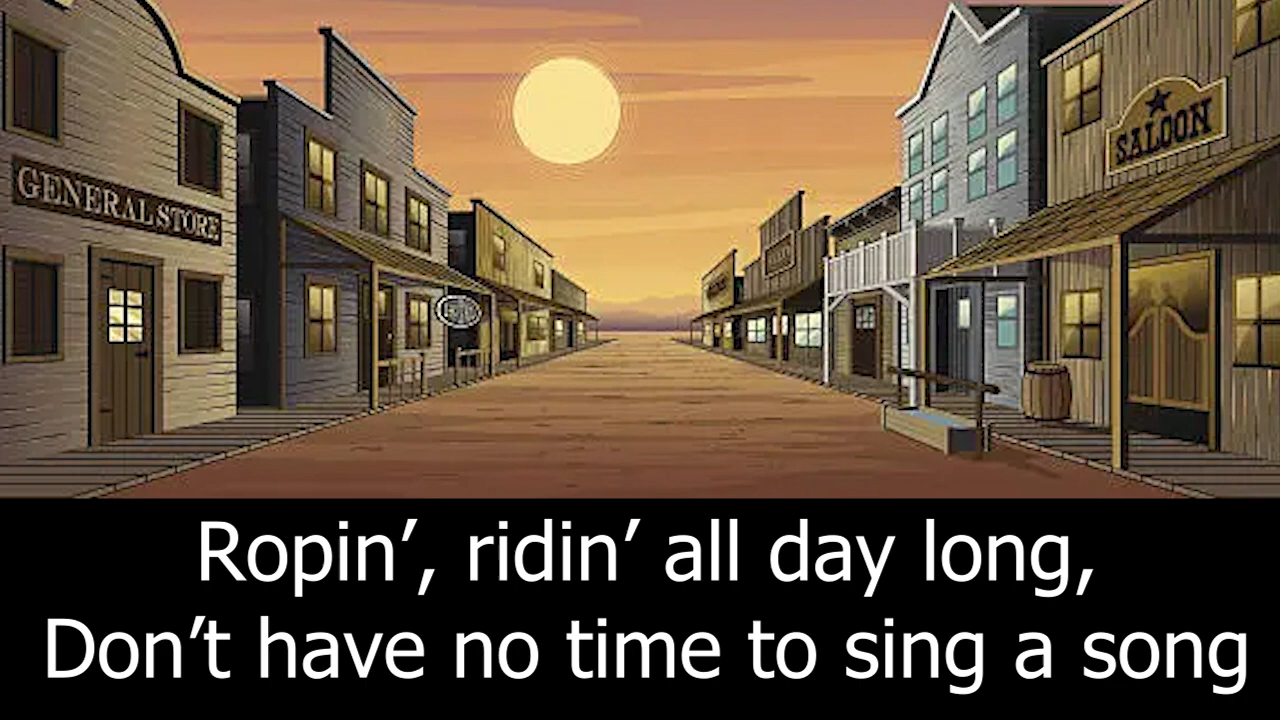 GENERAL STORE
SALOON
Ropin’, ridin’ all day long,
Don’t have no time to sing a song